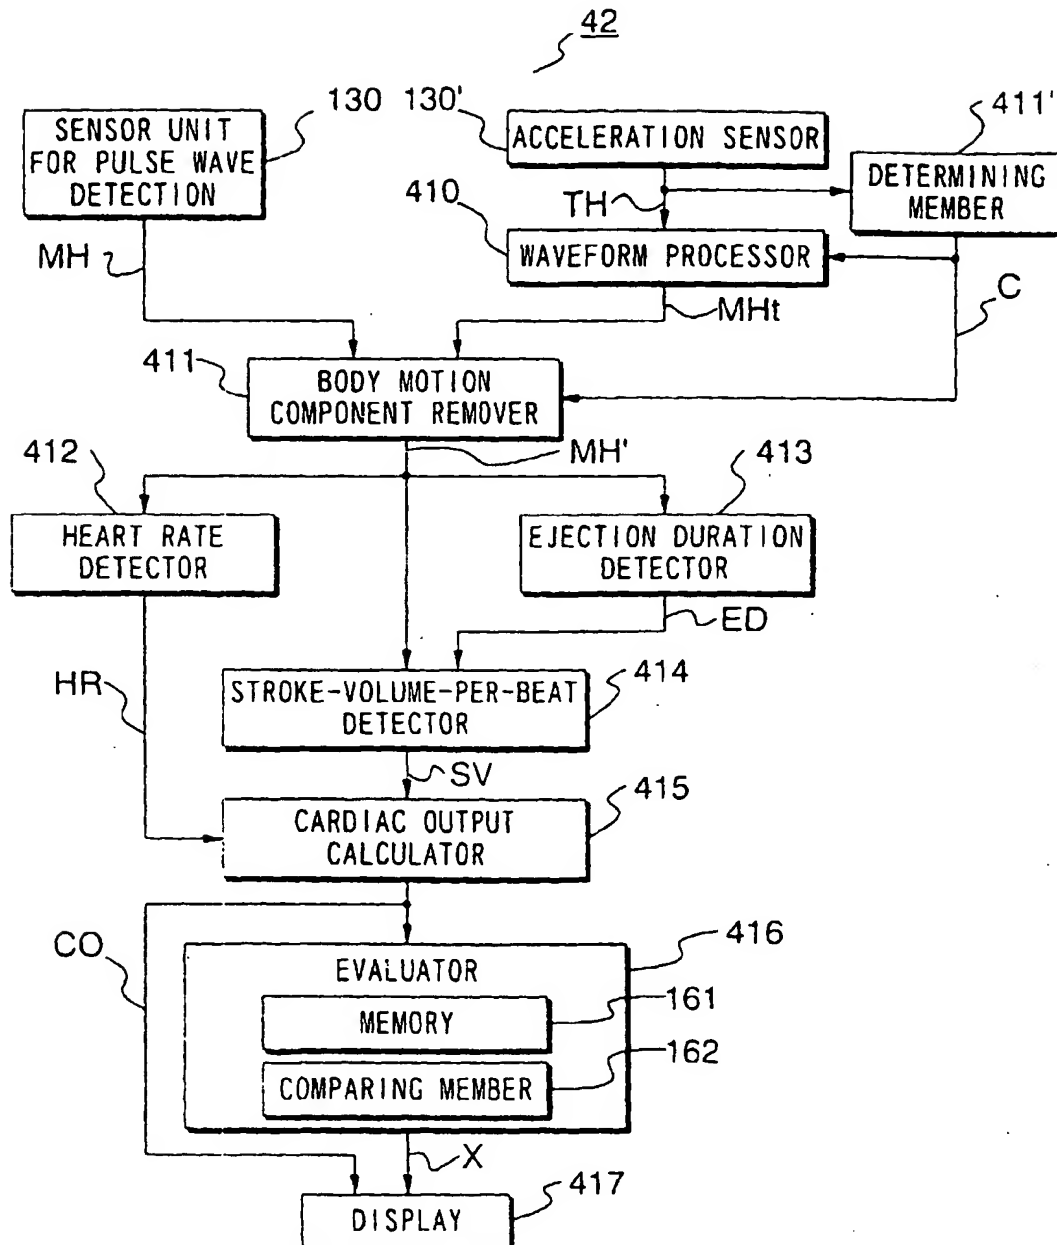 42
130
130'
411'
SENSOR UNIT
FOR PULSE WAVE
DETECTION
ACCELERATION SENSOR
DETERMINING
MEMBER
410
TH
MH
WAVEFORM PROCESSOR
C
MHt
411
BODY MOTION
COMPONENT REMOVER
412
MH'
413
HEART RATE
DETECTOR
EJECTION DURATION
DETECTOR
ED
HR
414
STROKE-VOLUME-PER-BEAT
DETECTOR
SV
415
CARDIAC OUTPUT
CALCULATOR
CO
416
EVALUATOR
161
MEMORY
162
COMPARING MEMBER
X
417
DISPLAY